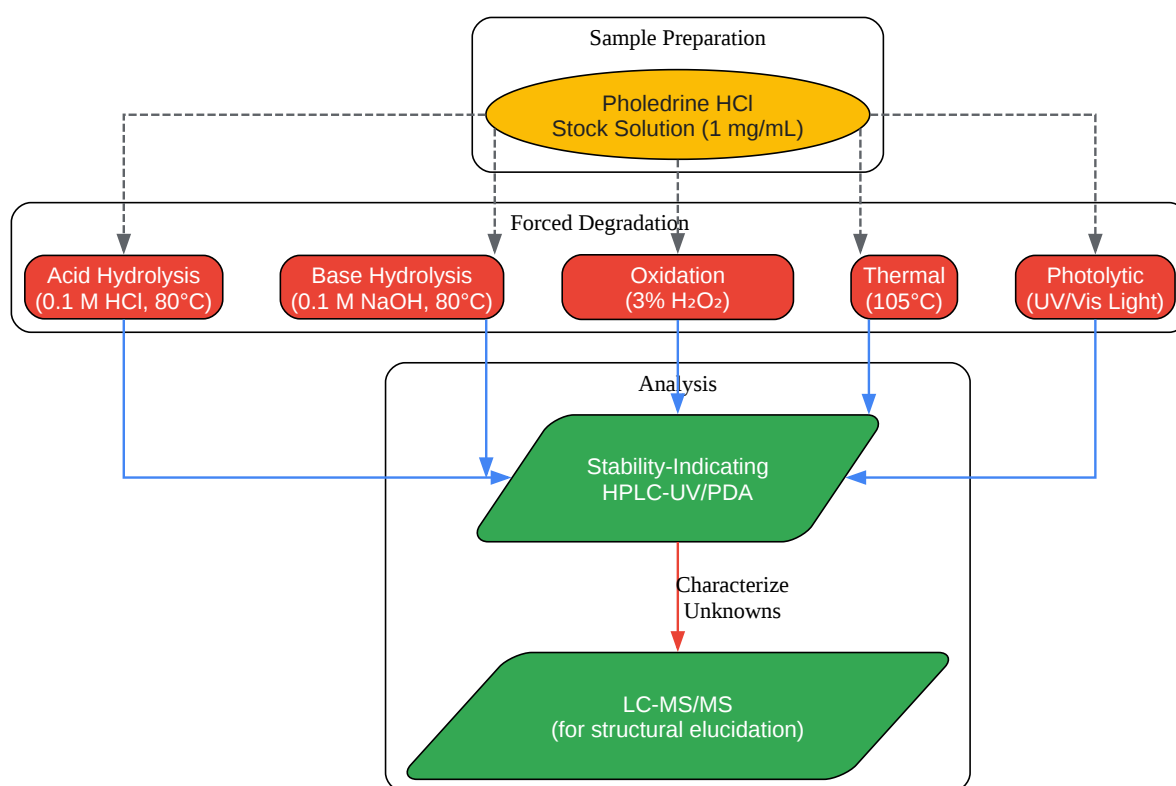 Sample Preparation
Pholedrine HCl
Stock Solution (1 mg/mL)
Forced Degradation
Acid Hydrolysis
(0.1 M HCl, 80°C)
Base Hydrolysis
(0.1 M NaOH, 80°C)
Oxidation
(3% H₂O₂)
Thermal
(105°C)
Photolytic
(UV/Vis Light)
Analysis
Stability-Indicating
HPLC-UV/PDA
Characterize
Unknowns
LC-MS/MS
(for structural elucidation)